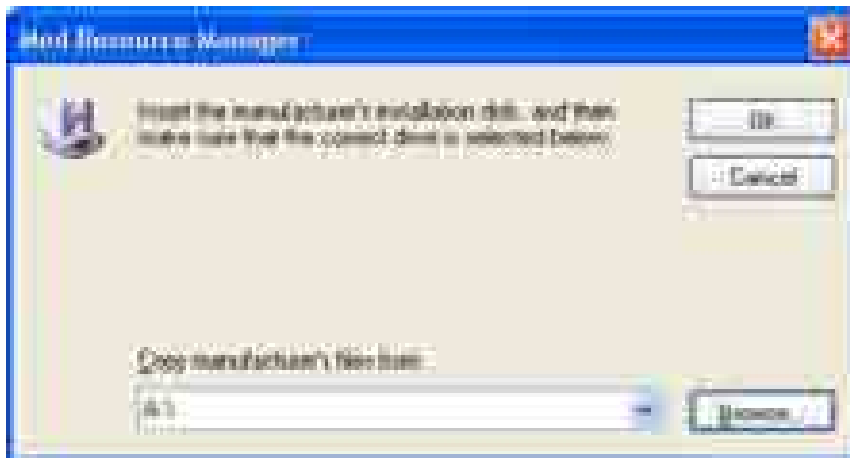 Insert the manufacturer's installation disk, and then
make sure that the correct drive is selected below.
OK
Cancel
Copy manufacturer's files from:
A:\
Browse...